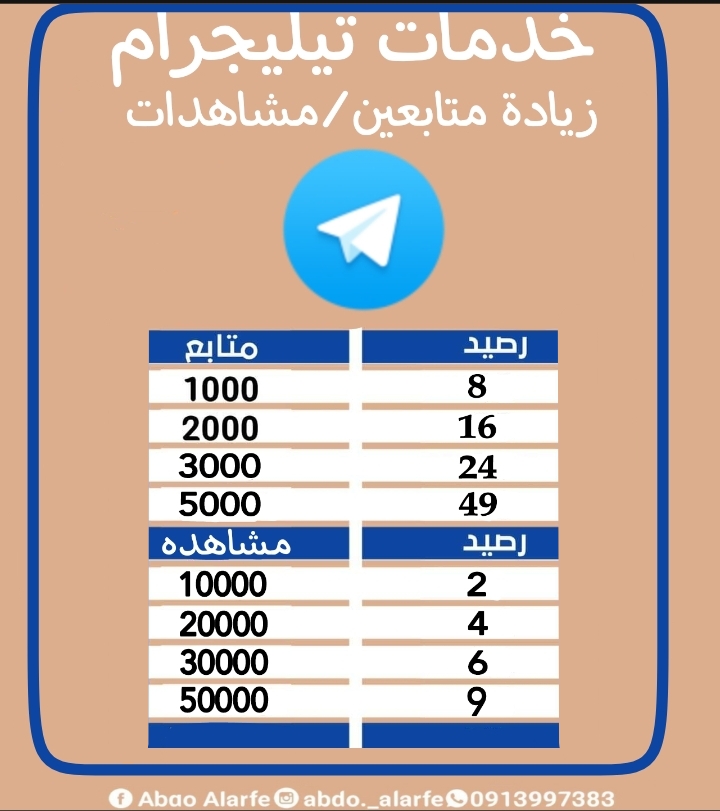 خدمات تيليجرام
زيادة متابعين/مشاهدات
رصيد متابع
8 1000
16 2000
24 3000
49 5000
رصيد مشاهده
2 10000
4 20000
6 30000
9 50000
Abdo Alarfe abdo._alarfe 0913997383